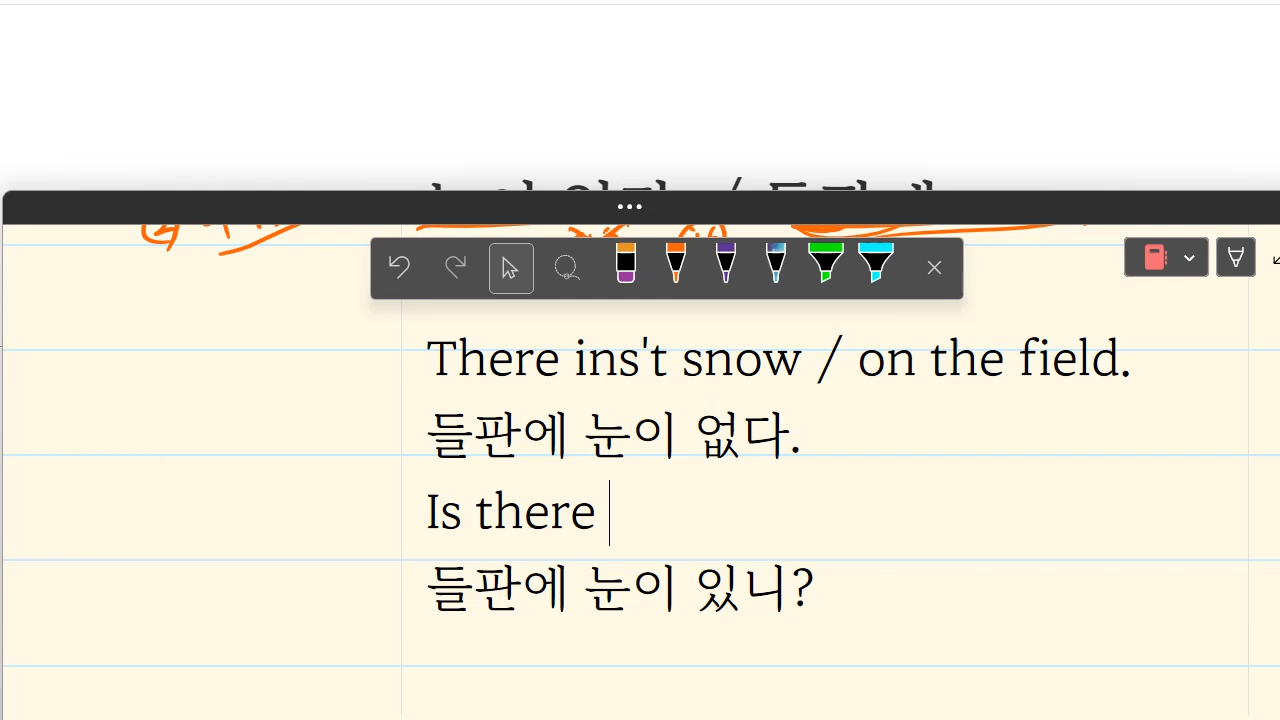 There ins't snow / on the field.
들판에 눈이 없다.
Is there
들판에 눈이 있니?